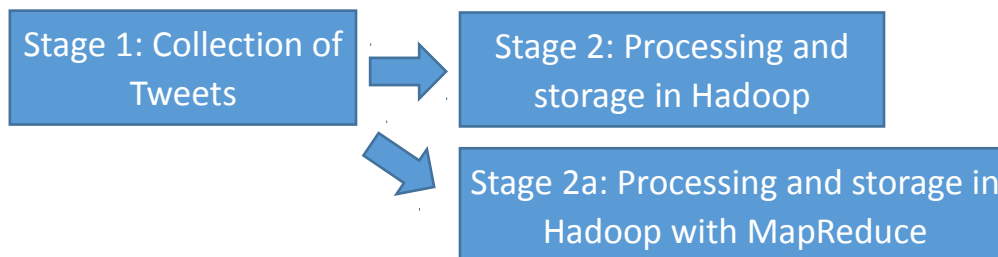 Stage 1: Collection of
Tweets
Stage 2: Processing and
storage in Hadoop
Stage 2a: Processing and storage in
Hadoop with MapReduce